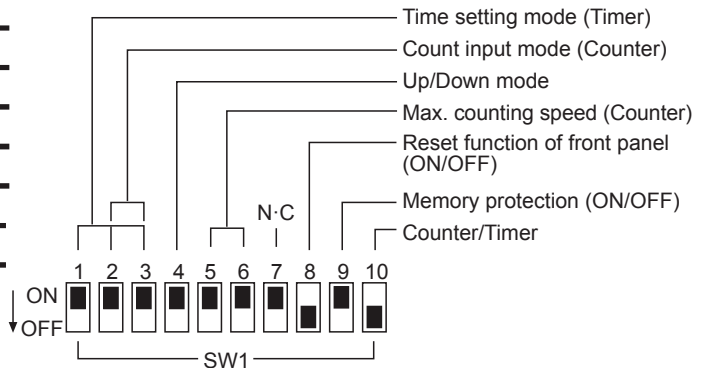 Time setting mode (Timer)
Count input mode (Counter)
Up/Down mode
Max. counting speed (Counter)
Reset function of front panel
(ON/OFF)
Memory protection (ON/OFF)
Counter/Timer
N·C
1 2 3 4 5 6 7 8 9 10
ON
OFF
SW1